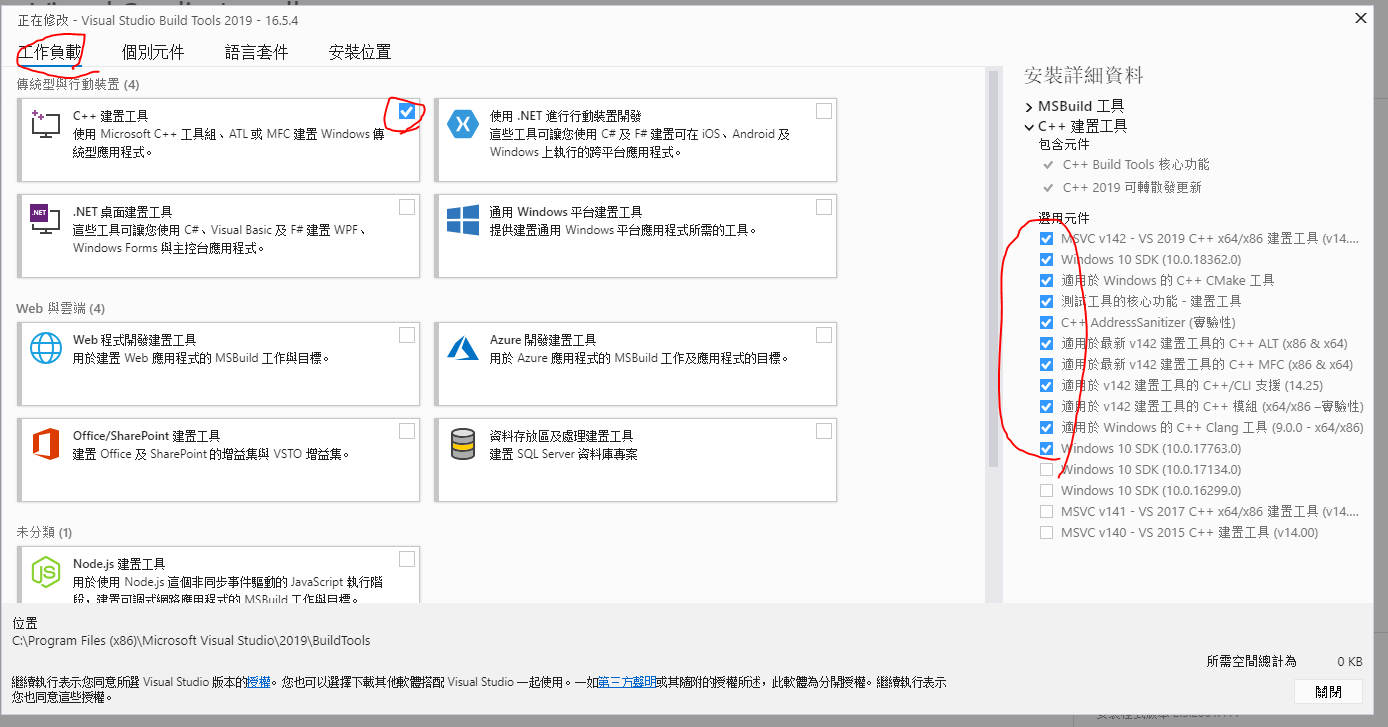 正在修改 - Visual Studio Build Tools 2019 - 16.5.4
工作負載 個別元件 語言套件 安裝位置
傳統型與行動裝置 (4)
C++ 建置工具
使用 Microsoft C++ 工具組、ATL 或 MFC 建置 Windows 傳
統型應用程式。
使用 .NET 進行行動裝置開發
這些工具可讓您使用 C# 及 F# 建置可在 iOS、Android 及
Windows 上執行的跨平台應用程式。
.NET 桌面建置工具
這些工具可讓您使用 C#、Visual Basic 及 F# 建置 WPF、
Windows Forms 與主控台應用程式。
通用 Windows 平台建置工具
提供建置通用 Windows 平台應用程式所需的工具。
Web 與雲端 (4)
Web 程式開發建置工具
用於建置 Web 應用程式的 MSBuild 工作與目標。
Azure 開發建置工具
用於 Azure 應用程式的 MSBuild 工作及應用程式的目標。
Office/SharePoint 建置工具
建置 Office 及 SharePoint 的增益集與 VSTO 增益集。
資料存放區及處理建置工具
建置 SQL Server 資料庫專案
未分類 (1)
Node.js 建置工具
用於使用 Node.js 這個非同步事件驅動的 JavaScript 執行階
段，建置可調式網路應用程式的 MSBuild 工作與目標。
安裝詳細資料
MSBuild 工具
C++ 建置工具
包含元件
C++ Build Tools 核心功能
C++ 2019 可轉散發更新
選用元件
MSVC v142 - VS 2019 C++ x64/x86 建置工具 (v14....
Windows 10 SDK (10.0.18362.0)
適用於 Windows 的 C++ CMake 工具
測試工具的核心功能 - 建置工具
C++ AddressSanitizer (實驗性)
適用於最新 v142 建置工具的 C++ ALT (x86 & x64)
適用於最新 v142 建置工具的 C++ MFC (x86 & x64)
適用於 v142 建置工具的 C++/CLI 支援 (14.25)
適用於 v142 建置工具的 C++ 模組 (x64/x86 –實驗性)
適用於 Windows 的 C++ Clang 工具 (9.0.0 - x64/x86)
Windows 10 SDK (10.0.17763.0)
Windows 10 SDK (10.0.17134.0)
Windows 10 SDK (10.0.16299.0)
MSVC v141 - VS 2017 C++ x64/x86 建置工具 (v14....
MSVC v140 - VS 2015 C++ 建置工具 (v14.00)
位置
C:\Program Files (x86)\Microsoft Visual Studio\2019\BuildTools
所需空間總計為 0 KB
繼續執行表示您同意所選 Visual Studio 版本的授權。您也可以選擇下載其他軟體搭配 Visual Studio 一起使用。一如第三方聲明或其隨附的授權所述，此軟體為分開授權。繼續執行表示
您也同意這些授權。
關閉